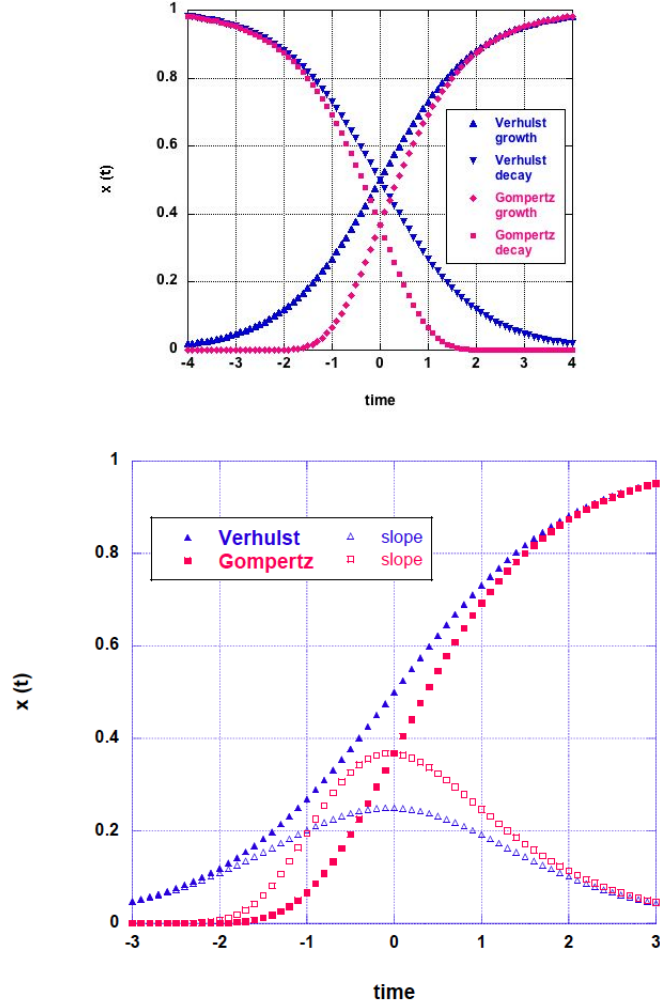 1
0.8
0.6
0.4
0.2
0
x (t)
Verhulst
growth
Verhulst
decay
Gompertz
growth
Gompertz
decay
-4 -3 -2 -1 0 1 2 3 4
time
1
0.8
0.6
0.4
0.2
0
x (t)
Verhulst slope
Gompertz slope
-3 -2 -1 0 1 2 3
time